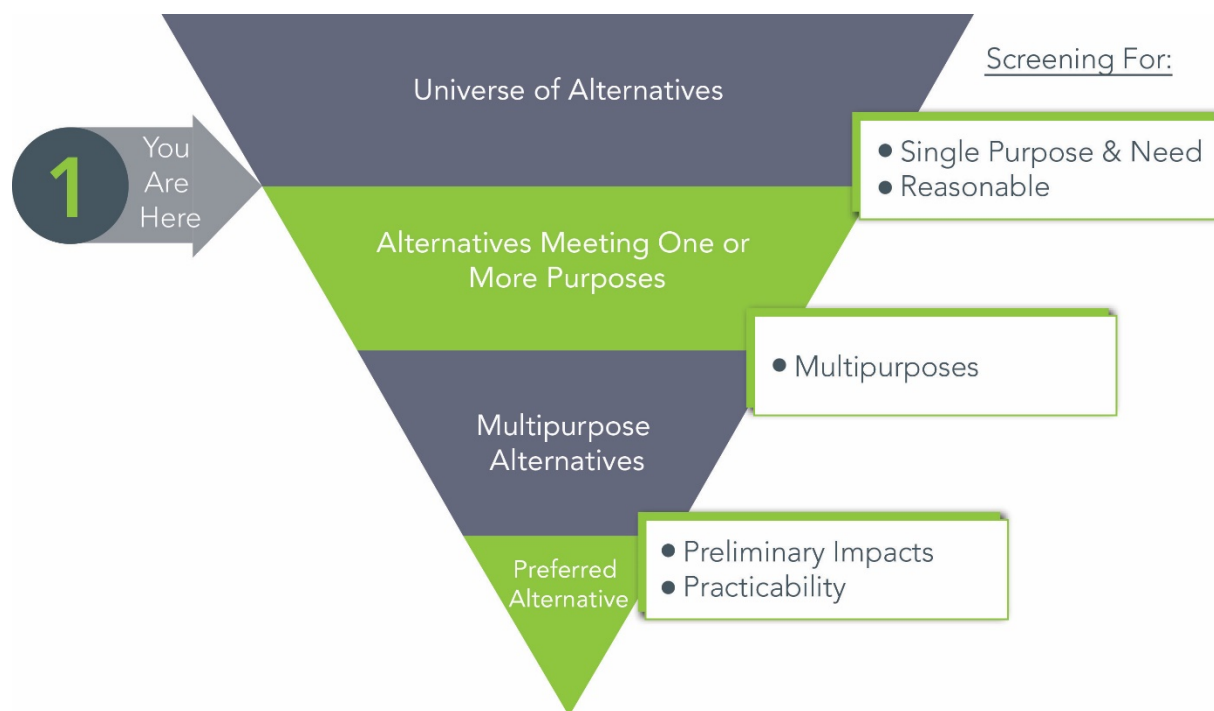 Universe of Alternatives
Screening For:
1
You
Are
Here
● Single Purpose & Need
● Reasonable
Alternatives Meeting One or
More Purposes
● Multipurposes
Multipurpose
Alternatives
● Preliminary Impacts
● Practicability
Preferred
Alternative